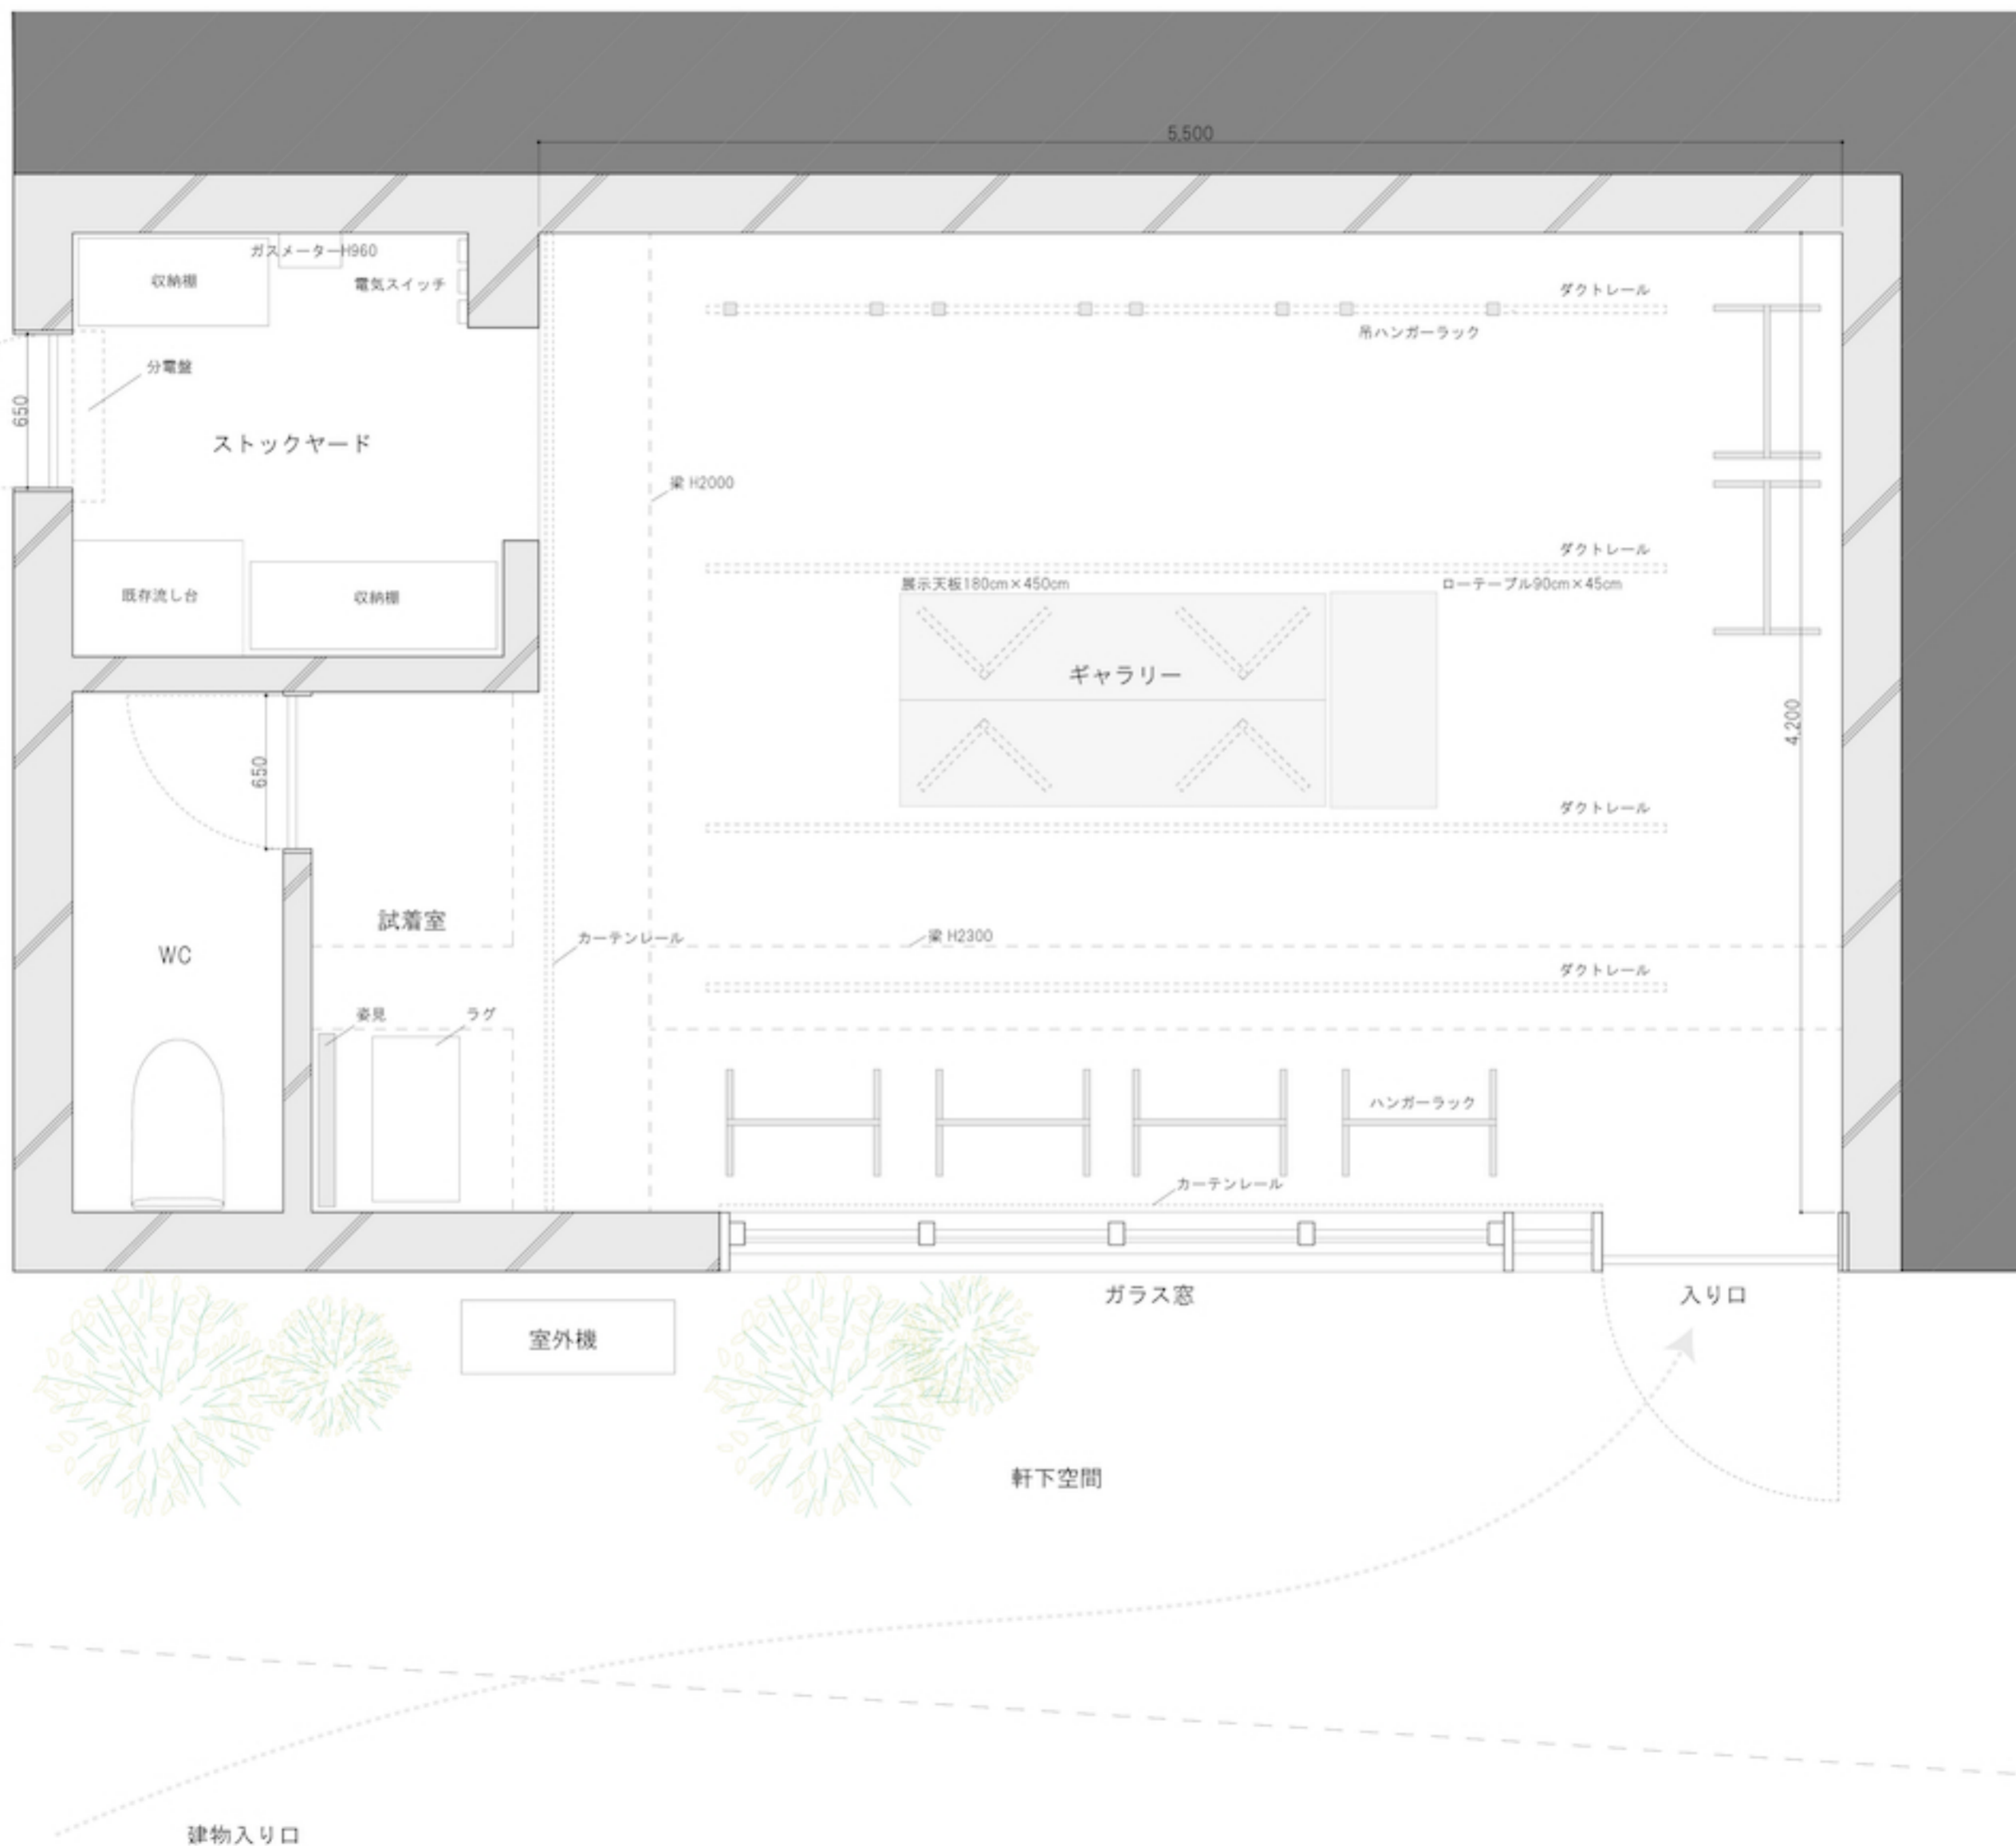 5,500
ガスメーターH960
収納棚
電気スイッチ
ダクトレール
吊ハンガーラック
分電盤
650
ストックヤード
梁 H2000
ダクトレール
展示天板180cm×450cm
ローテーブル90cm×45cm
既存流し台
収納棚
ギャラリー
4,200
650
ダクトレール
試着室
カーテンレール
梁 H2300
WC
ダクトレール
姿見
ラグ
ハンガーラック
カーテンレール
ガラス窓
入り口
室外機
軒下空間
建物入り口